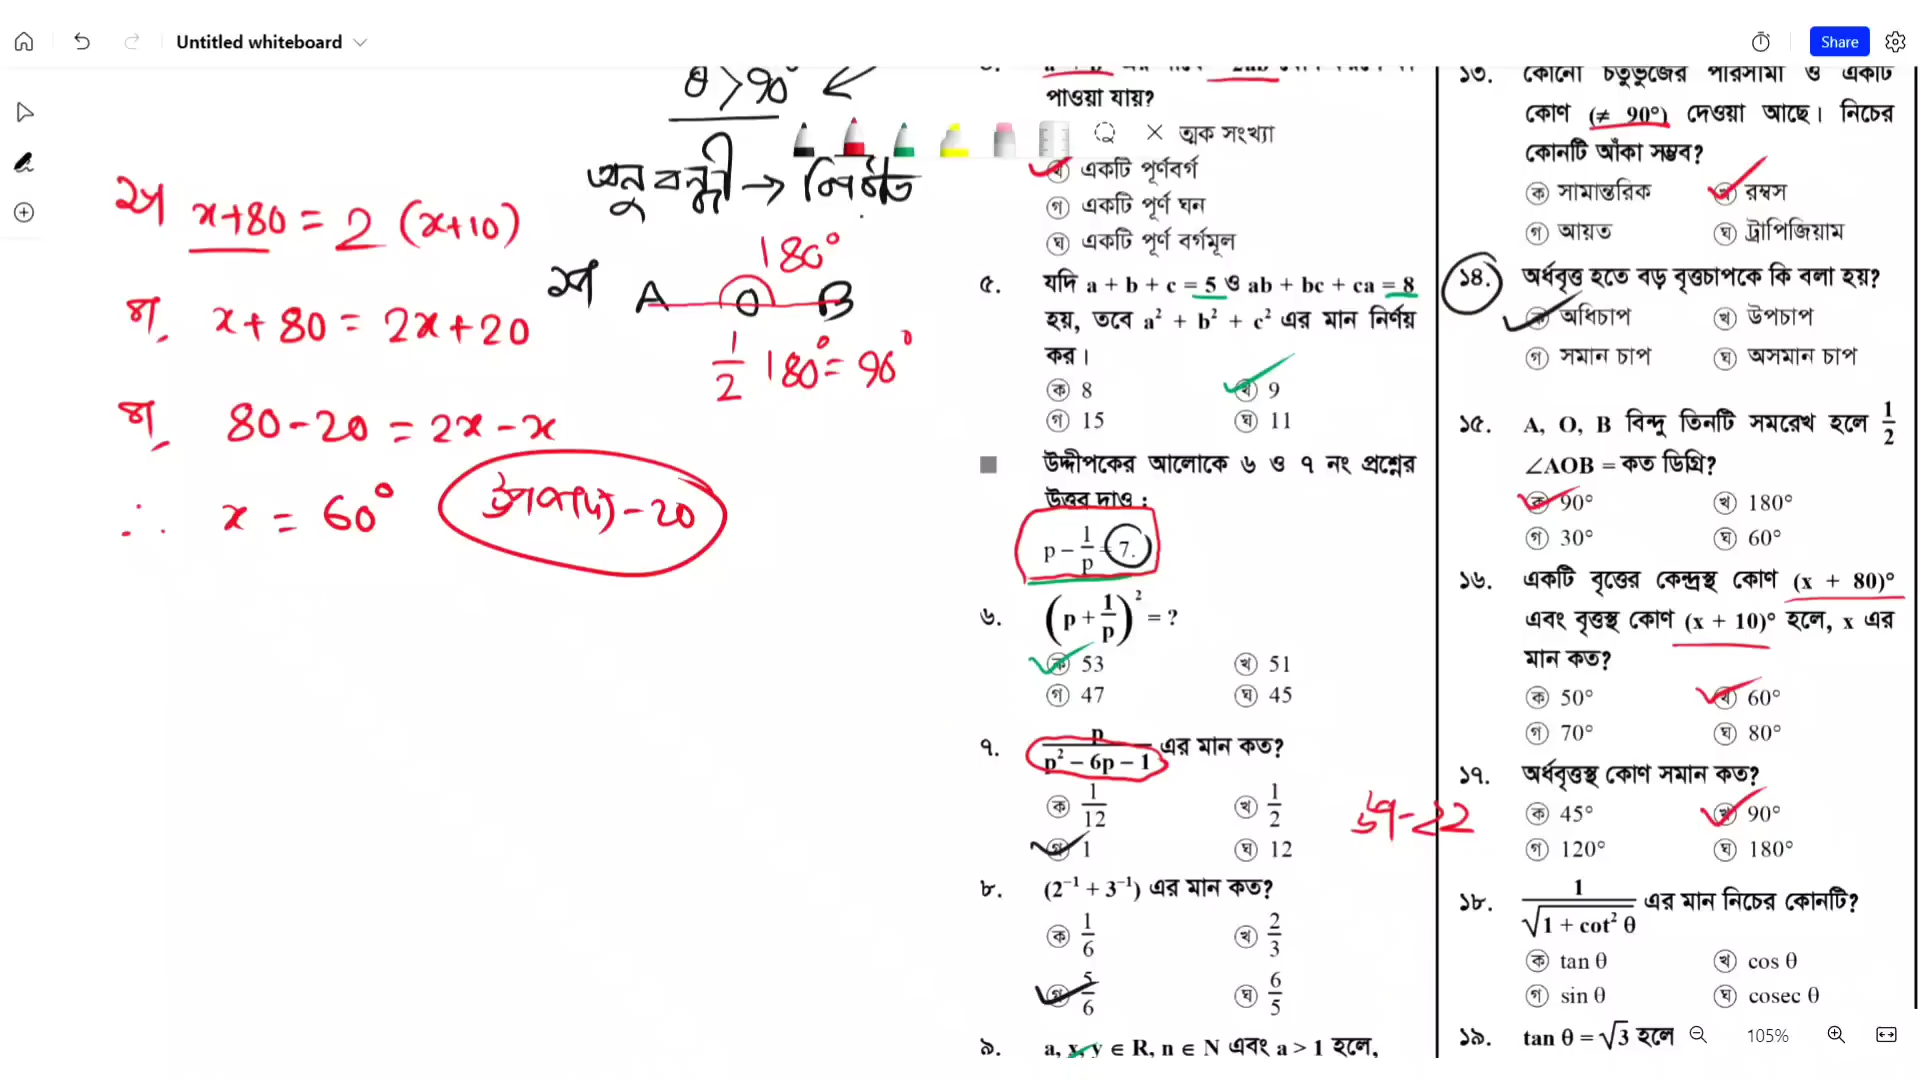 Untitled whiteboard
Share
θ > 90°
অনুবন্ধী → নির্ণীত
x+80 = 2 (x+10)
বা, x+80 = 2x+20
বা, 80-20 = 2x-x
∴ x = 60°
উপপাদ্য-20
180°
A O B
1/2 180° = 90°
পাওয়া যায়?
ত্মক সংখ্যা
একটি পূর্ণবর্গ
গ একটি পূর্ণ ঘন
ঘ একটি পূর্ণ বর্গমূল
৫. যদি a + b + c = 5 ও ab + bc + ca = 8
হয়, তবে a² + b² + c² এর মান নির্ণয়
কর।
ক 8 খ 9
গ 15 ঘ 11
উদ্দীপকের আলোকে ৬ ও ৭ নং প্রশ্নের
উত্তর দাও :
p – 1/p = 7.
৬. (p + 1/p)² = ?
ক 53 খ 51
গ 47 ঘ 45
৭. p/(p² – 6p – 1) এর মান কত?
ক 1/12 খ 1/2
গ 1 ঘ 12
৮. (2⁻¹ + 3⁻¹) এর মান কত?
ক 1/6 খ 2/3
গ 5/6 ঘ 6/5
৯. a, x, y ∈ R, n ∈ N এবং a > 1 হলে,
১৩. কোনো চতুর্ভুজের পরিসীমা ও একটি
কোণ (≠ 90°) দেওয়া আছে। নিচের
কোনটি আঁকা সম্ভব?
ক সামান্তরিক খ রম্বস
গ আয়ত ঘ ট্রাপিজিয়াম
১৪. অর্ধবৃত্ত হতে বড় বৃত্তচাপকে কি বলা হয়?
ক অধিচাপ খ উপচাপ
গ সমান চাপ ঘ অসমান চাপ
১৫. A, O, B বিন্দু তিনটি সমরেখ হলে 1/2
∠AOB = কত ডিগ্রি?
ক 90° খ 180°
গ 30° ঘ 60°
১৬. একটি বৃত্তের কেন্দ্রস্থ কোণ (x + 80)°
এবং বৃত্তস্থ কোণ (x + 10)° হলে, x এর
মান কত?
ক 50° খ 60°
গ 70° ঘ 80°
১৭. অর্ধবৃত্তস্থ কোণ সমান কত?
ক 45° খ 90°
গ 120° ঘ 180°
১৮. 1/√(1 + cot² θ) এর মান নিচের কোনটি?
ক tan θ খ cos θ
গ sin θ ঘ cosec θ
১৯. tan θ = √3 হলে
105%